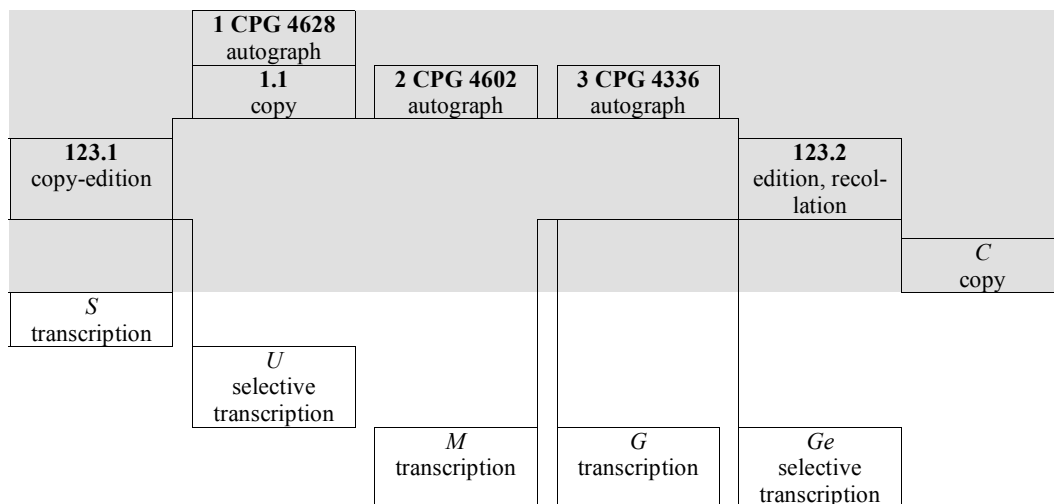 1 CPG 4628
autograph
1.1
copy
2 CPG 4602
autograph
3 CPG 4336
autograph
123.1
copy-edition
123.2
edition, recol-
lation
C
copy
S
transcription
U
selective
transcription
M
transcription
G
transcription
Ge
selective
transcription